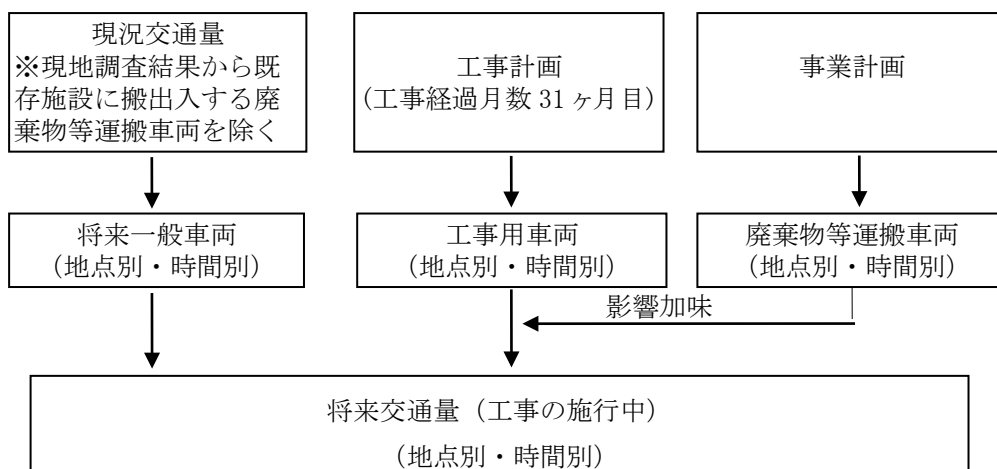 現況交通量
※現地調査結果から既
存施設に搬出入する廃
棄物等運搬車両を除く
工事計画
(工事経過月数 31 ヶ月目)
事業計画
将来一般車両
（地点別・時間別）
工事用車両
（地点別・時間別）
廃棄物等運搬車両
（地点別・時間別）
影響加味
将来交通量（工事の施行中）
（地点別・時間別）